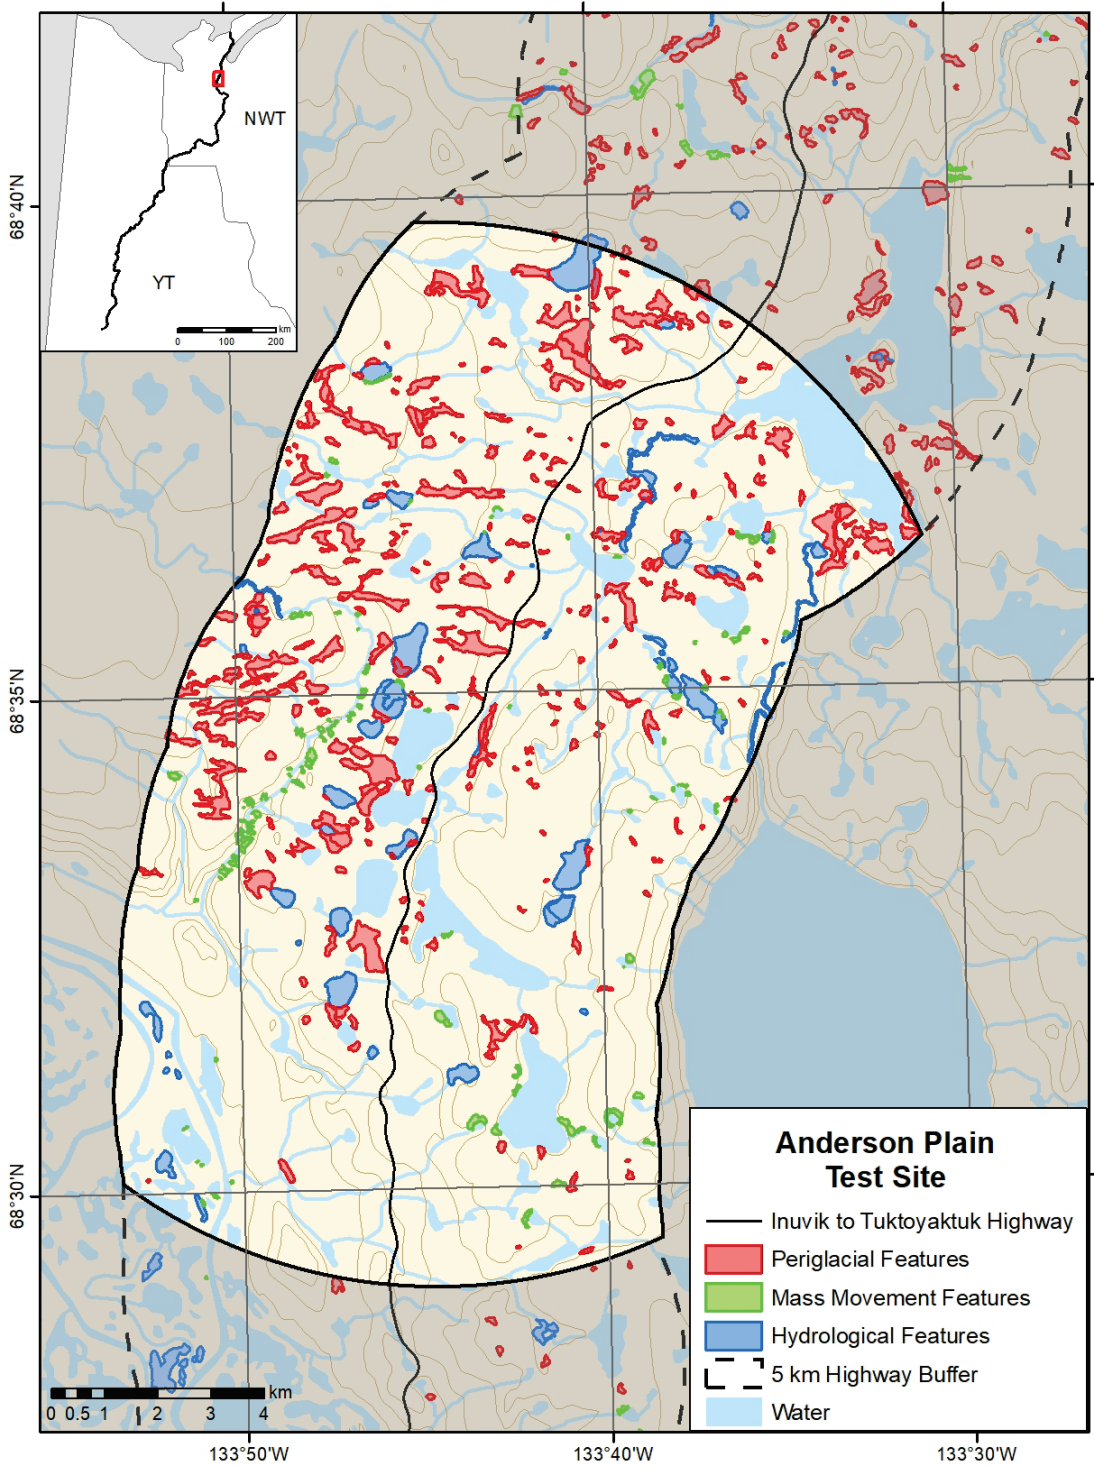 NWT
YT
km
0 100 200
68°40'N
68°35'N
68°30'N
Anderson Plain
Test Site
Inuvik to Tuktoyaktuk Highway
Periglacial Features
Mass Movement Features
Hydrological Features
5 km Highway Buffer
Water
km
0 0.5 1 2 3 4
133°50'W 133°40'W 133°30'W